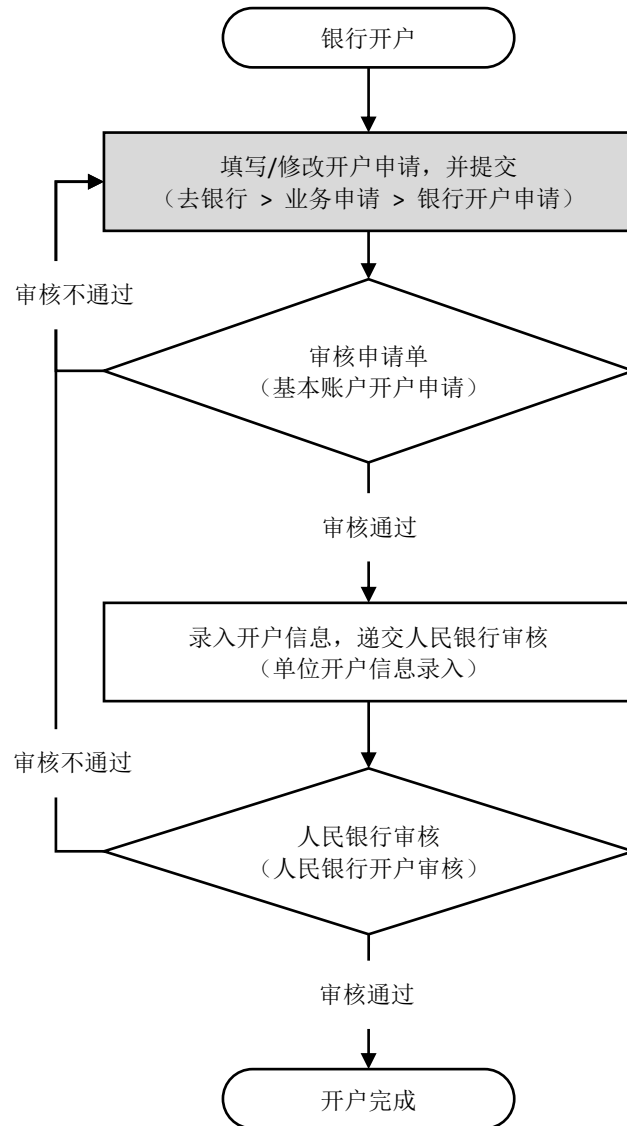 银行开户
填写/修改开户申请，并提交
（去银行 > 业务申请 > 银行开户申请）
审核不通过
审核申请单
（基本账户开户申请）
审核通过
录入开户信息，递交人民银行审核
（单位开户信息录入）
审核不通过
人民银行审核
（人民银行开户审核）
审核通过
开户完成